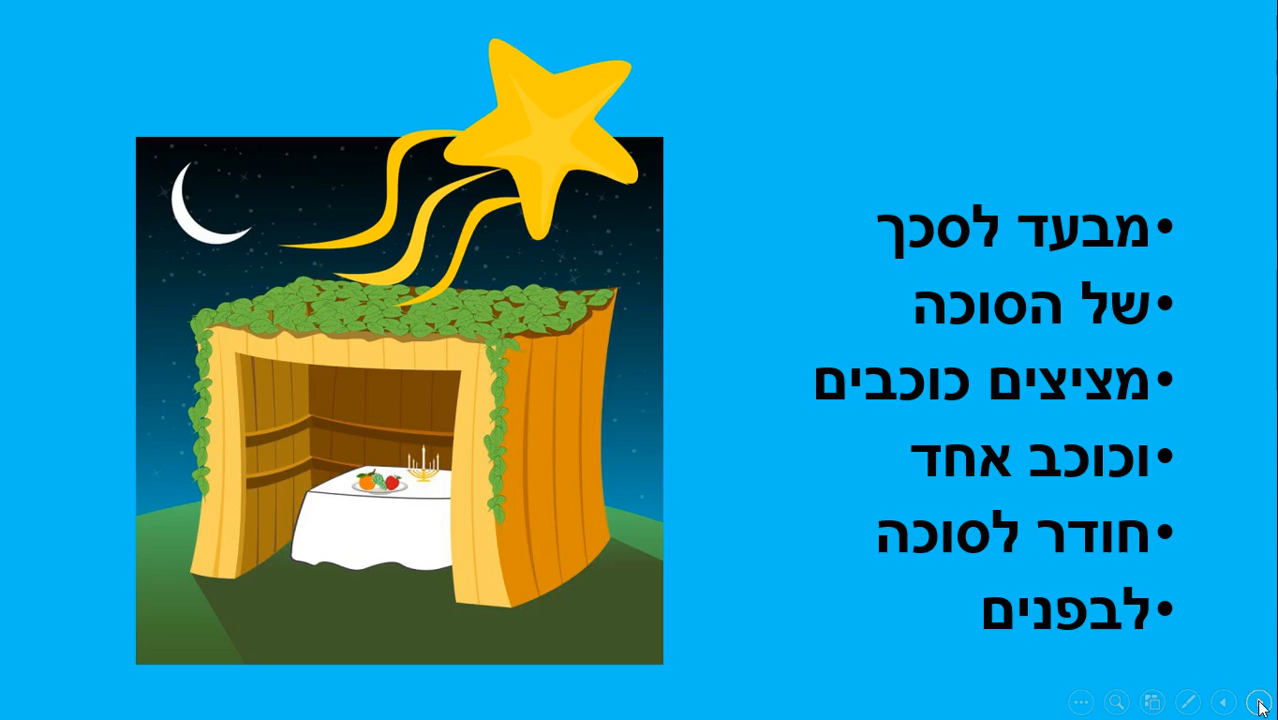 •מבעד לסכך
•של הסוכה
•מציצים כוכבים
•וכוכב אחד
•חודר לסוכה
•לבפנים